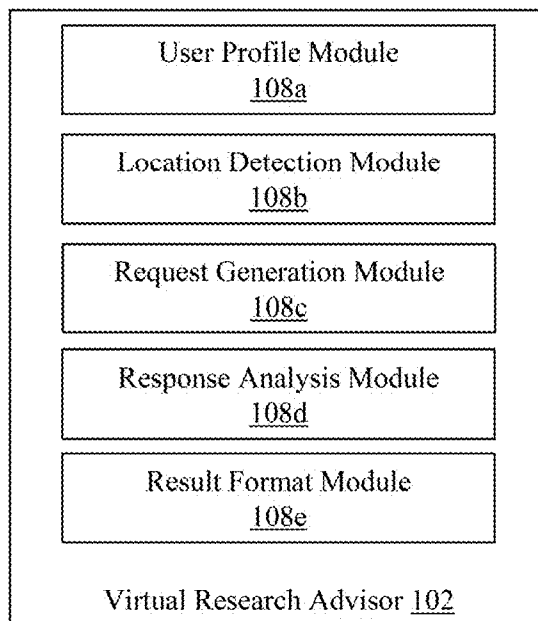 User Profile Module
108a
Location Detection Module
108b
Request Generation Module
108c
Response Analysis Module
108d
Result Format Module
108e
Virtual Research Advisor 102